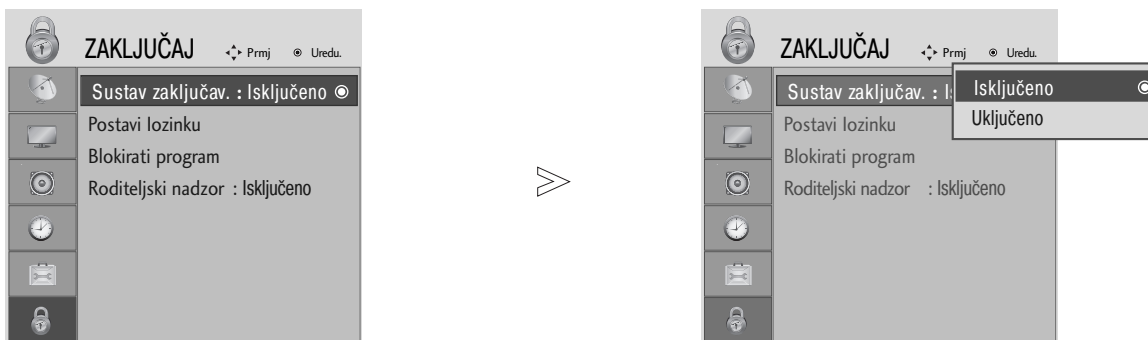 ZAKLJUČAJ Prmj Uredu.
Sustav zaključav. : Isključeno
Postavi lozinku
Blokirati program
Roditeljski nadzor : Isključeno
ZAKLJUČAJ Prmj Uredu.
Sustav zaključav. : I
Isključeno
Uključeno
Postavi lozinku
Blokirati program
Roditeljski nadzor : Isključeno